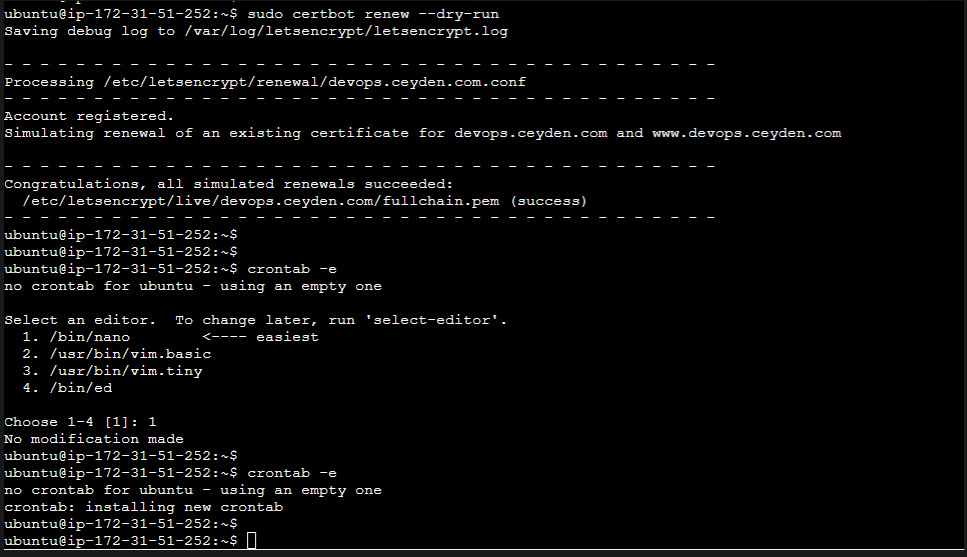 ubuntu@ip-172-31-51-252:~$ sudo certbot renew --dry-run
Saving debug log to /var/log/letsencrypt/letsencrypt.log
- - - - - - - - - - - - - - - - - - - - - - - - - - - - - - - - - - - - - - - -
Processing /etc/letsencrypt/renewal/devops.ceyden.com.conf
- - - - - - - - - - - - - - - - - - - - - - - - - - - - - - - - - - - - - - - -
Account registered.
Simulating renewal of an existing certificate for devops.ceyden.com and www.devops.ceyden.com
- - - - - - - - - - - - - - - - - - - - - - - - - - - - - - - - - - - - - - - -
Congratulations, all simulated renewals succeeded:
  /etc/letsencrypt/live/devops.ceyden.com/fullchain.pem (success)
- - - - - - - - - - - - - - - - - - - - - - - - - - - - - - - - - - - - - - - -
ubuntu@ip-172-31-51-252:~$
ubuntu@ip-172-31-51-252:~$
ubuntu@ip-172-31-51-252:~$ crontab -e
no crontab for ubuntu - using an empty one
Select an editor.  To change later, run 'select-editor'.
  1. /bin/nano        <---- easiest
  2. /usr/bin/vim.basic
  3. /usr/bin/vim.tiny
  4. /bin/ed
Choose 1-4 [1]: 1
No modification made
ubuntu@ip-172-31-51-252:~$
ubuntu@ip-172-31-51-252:~$ crontab -e
no crontab for ubuntu - using an empty one
crontab: installing new crontab
ubuntu@ip-172-31-51-252:~$
ubuntu@ip-172-31-51-252:~$